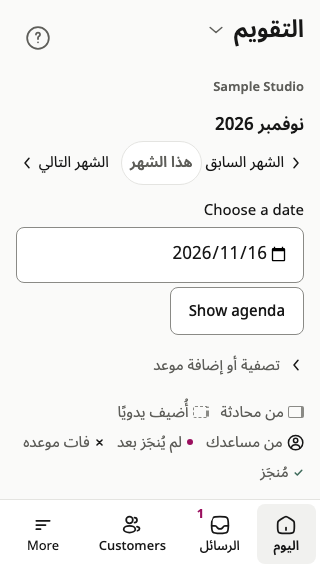 التقويم
Sample Studio
نوفمبر 2026
الشهر السابق هذا الشهر الشهر التالي
Choose a date
2026/11/16
Show agenda
تصفية أو إضافة موعد
من محادثة أُضيف يدويًا
من مساعدك لم يُنجَز بعد فات موعده
مُنجَز
1
اليوم الرسائل Customers More